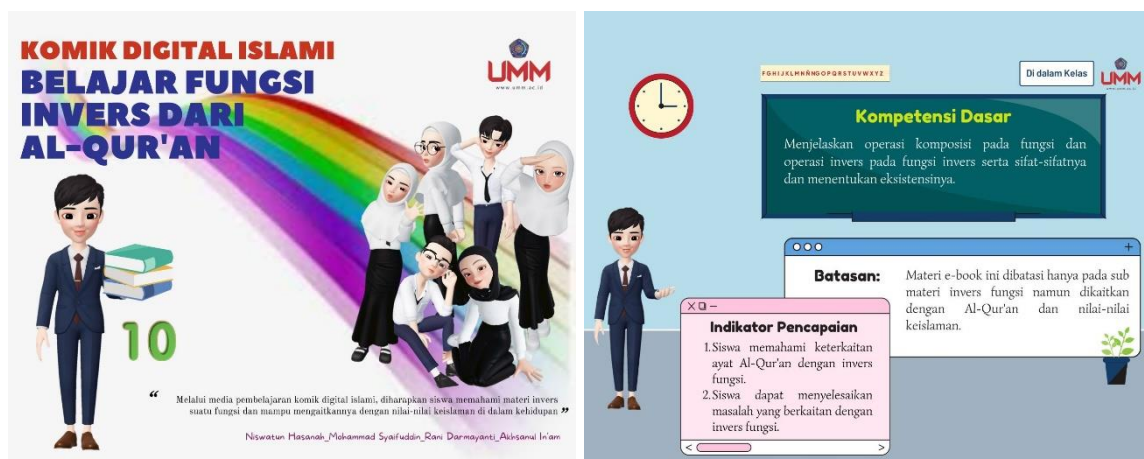 KOMIK DIGITAL ISLAMI
BELAJAR FUNGSI
INVERS DARI
AL-QUR'AN
UMM
www.umm.ac.id
10
“ Melalui media pembelajaran komik digital islami, diharapkan siswa memahami materi invers
suatu fungsi dan mampu mengaitkannya dengan nilai-nilai keislaman di dalam kehidupan ”
Niswatun Hasanah_Mohammad Syaifuddin_Rani Darmayanti_Akhsanul In'am
FGHIJKLMNÑOPQRSTUVWXYZ
Di dalam Kelas
UMM
Kompetensi Dasar
Menjelaskan operasi komposisi pada fungsi dan
operasi invers pada fungsi invers serta sifat-sifatnya
dan menentukan eksistensinya.
Batasan:
Materi e-book ini dibatasi hanya pada sub
materi invers fungsi namun dikaitkan
dengan Al-Qur'an dan nilai-nilai
keislaman.
Indikator Pencapaian
1. Siswa memahami keterkaitan
ayat Al-Qur'an dengan invers
fungsi.
2. Siswa dapat menyelesaikan
masalah yang berkaitan dengan
invers fungsi.